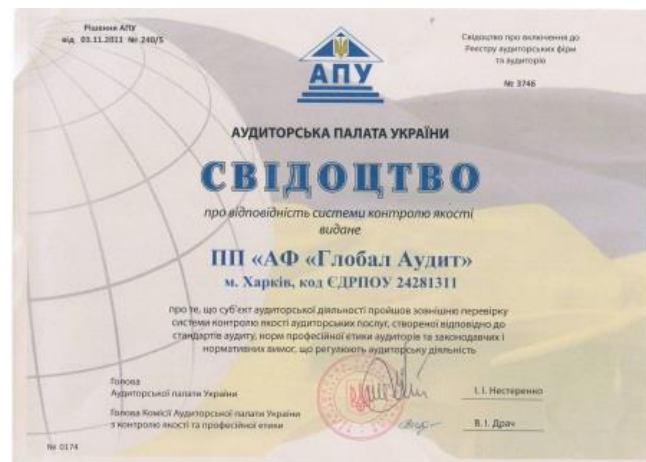 Рішення АПУ
від 03.11.2011 № 240/5
АПУ
Свідоцтво про включення до
Реєстру аудиторських фірм
та аудиторів
№ 3746
АУДИТОРСЬКА ПАЛАТА УКРАЇНИ
СВІДОЦТВО
про відповідність системи контролю якості
видане
ПП «АФ «Глобал Аудит»
м. Харків, код ЄДРПОУ 24281311
про те, що суб'єкт аудиторської діяльності пройшов зовнішню перевірку
системи контролю якості аудиторських послуг, створеної відповідно до
стандартів аудиту, норм професійної етики аудиторів та законодавчих і
нормативних вимог, що регулюють аудиторську діяльність
Голова
Аудиторської палати України
І. І. Нестеренко
Голова Комісії Аудиторської палати України
з контролю якості та професійної етики
В. І. Драч
№ 0174